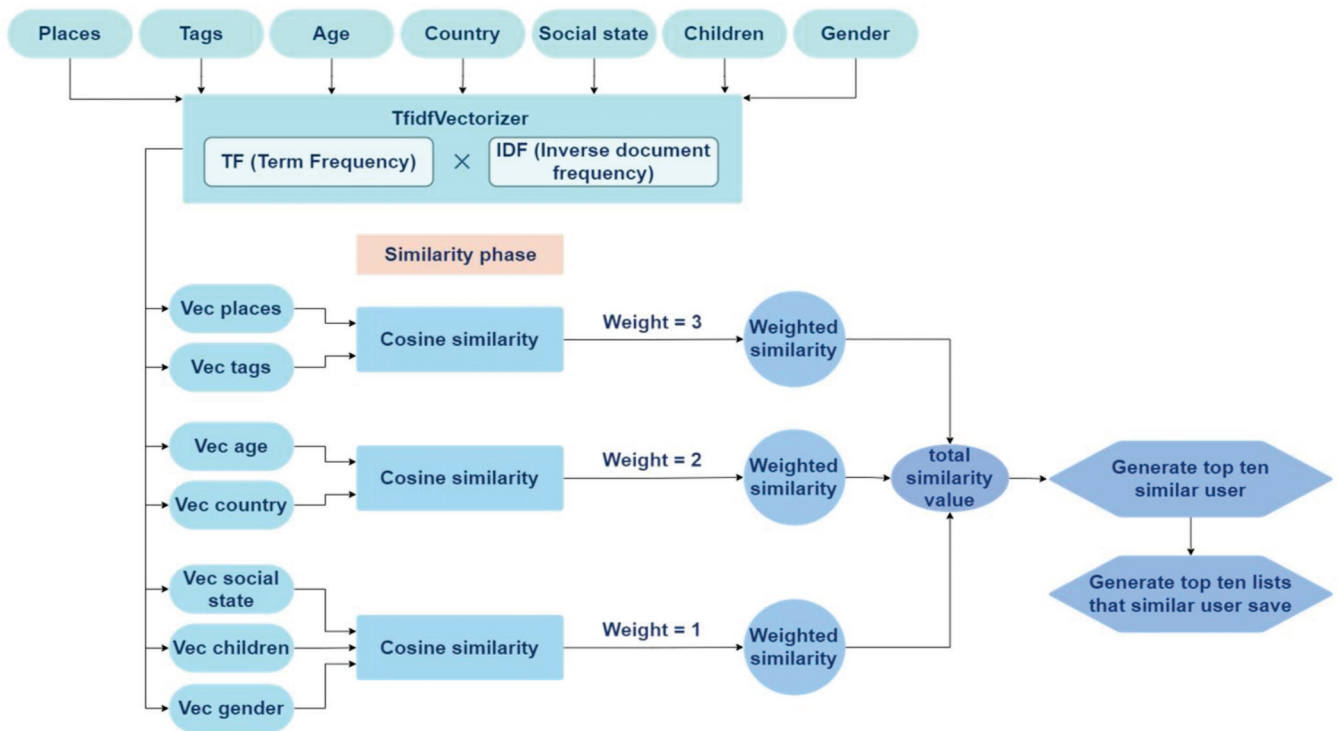 Places
Tags
Age
Country
Social state
Children
Gender
TfidfVectorizer
TF (Term Frequency)
×
IDF (Inverse document
frequency)
Similarity phase
Vec places
Vec tags
Cosine similarity
Weight = 3
Weighted
similarity
Vec age
Vec country
Cosine similarity
Weight = 2
Weighted
similarity
total
similarity
value
Generate top ten
similar user
Generate top ten lists
that similar user save
Vec social
state
Vec children
Vec gender
Cosine similarity
Weight = 1
Weighted
similarity